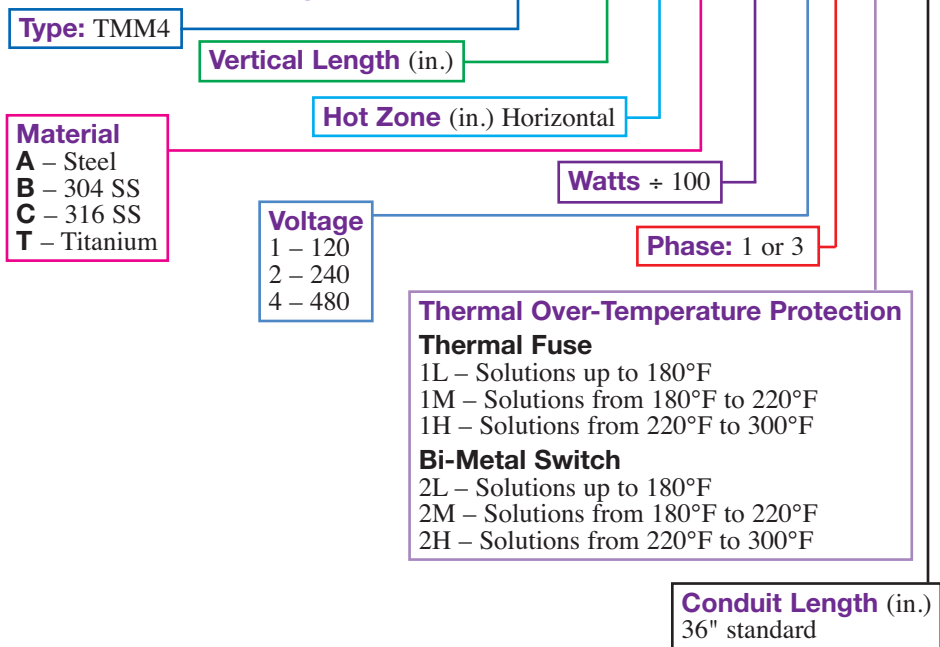 Type: TMM4
Vertical Length (in.)
Hot Zone (in.) Horizontal
Material
A – Steel
B – 304 SS
C – 316 SS
T – Titanium
Watts ÷ 100
Voltage
1 – 120
2 – 240
4 – 480
Phase: 1 or 3
Thermal Over-Temperature Protection
Thermal Fuse
1L – Solutions up to 180°F
1M – Solutions from 180°F to 220°F
1H – Solutions from 220°F to 300°F
Bi-Metal Switch
2L – Solutions up to 180°F
2M – Solutions from 180°F to 220°F
2H – Solutions from 220°F to 300°F
Conduit Length (in.)
36" standard